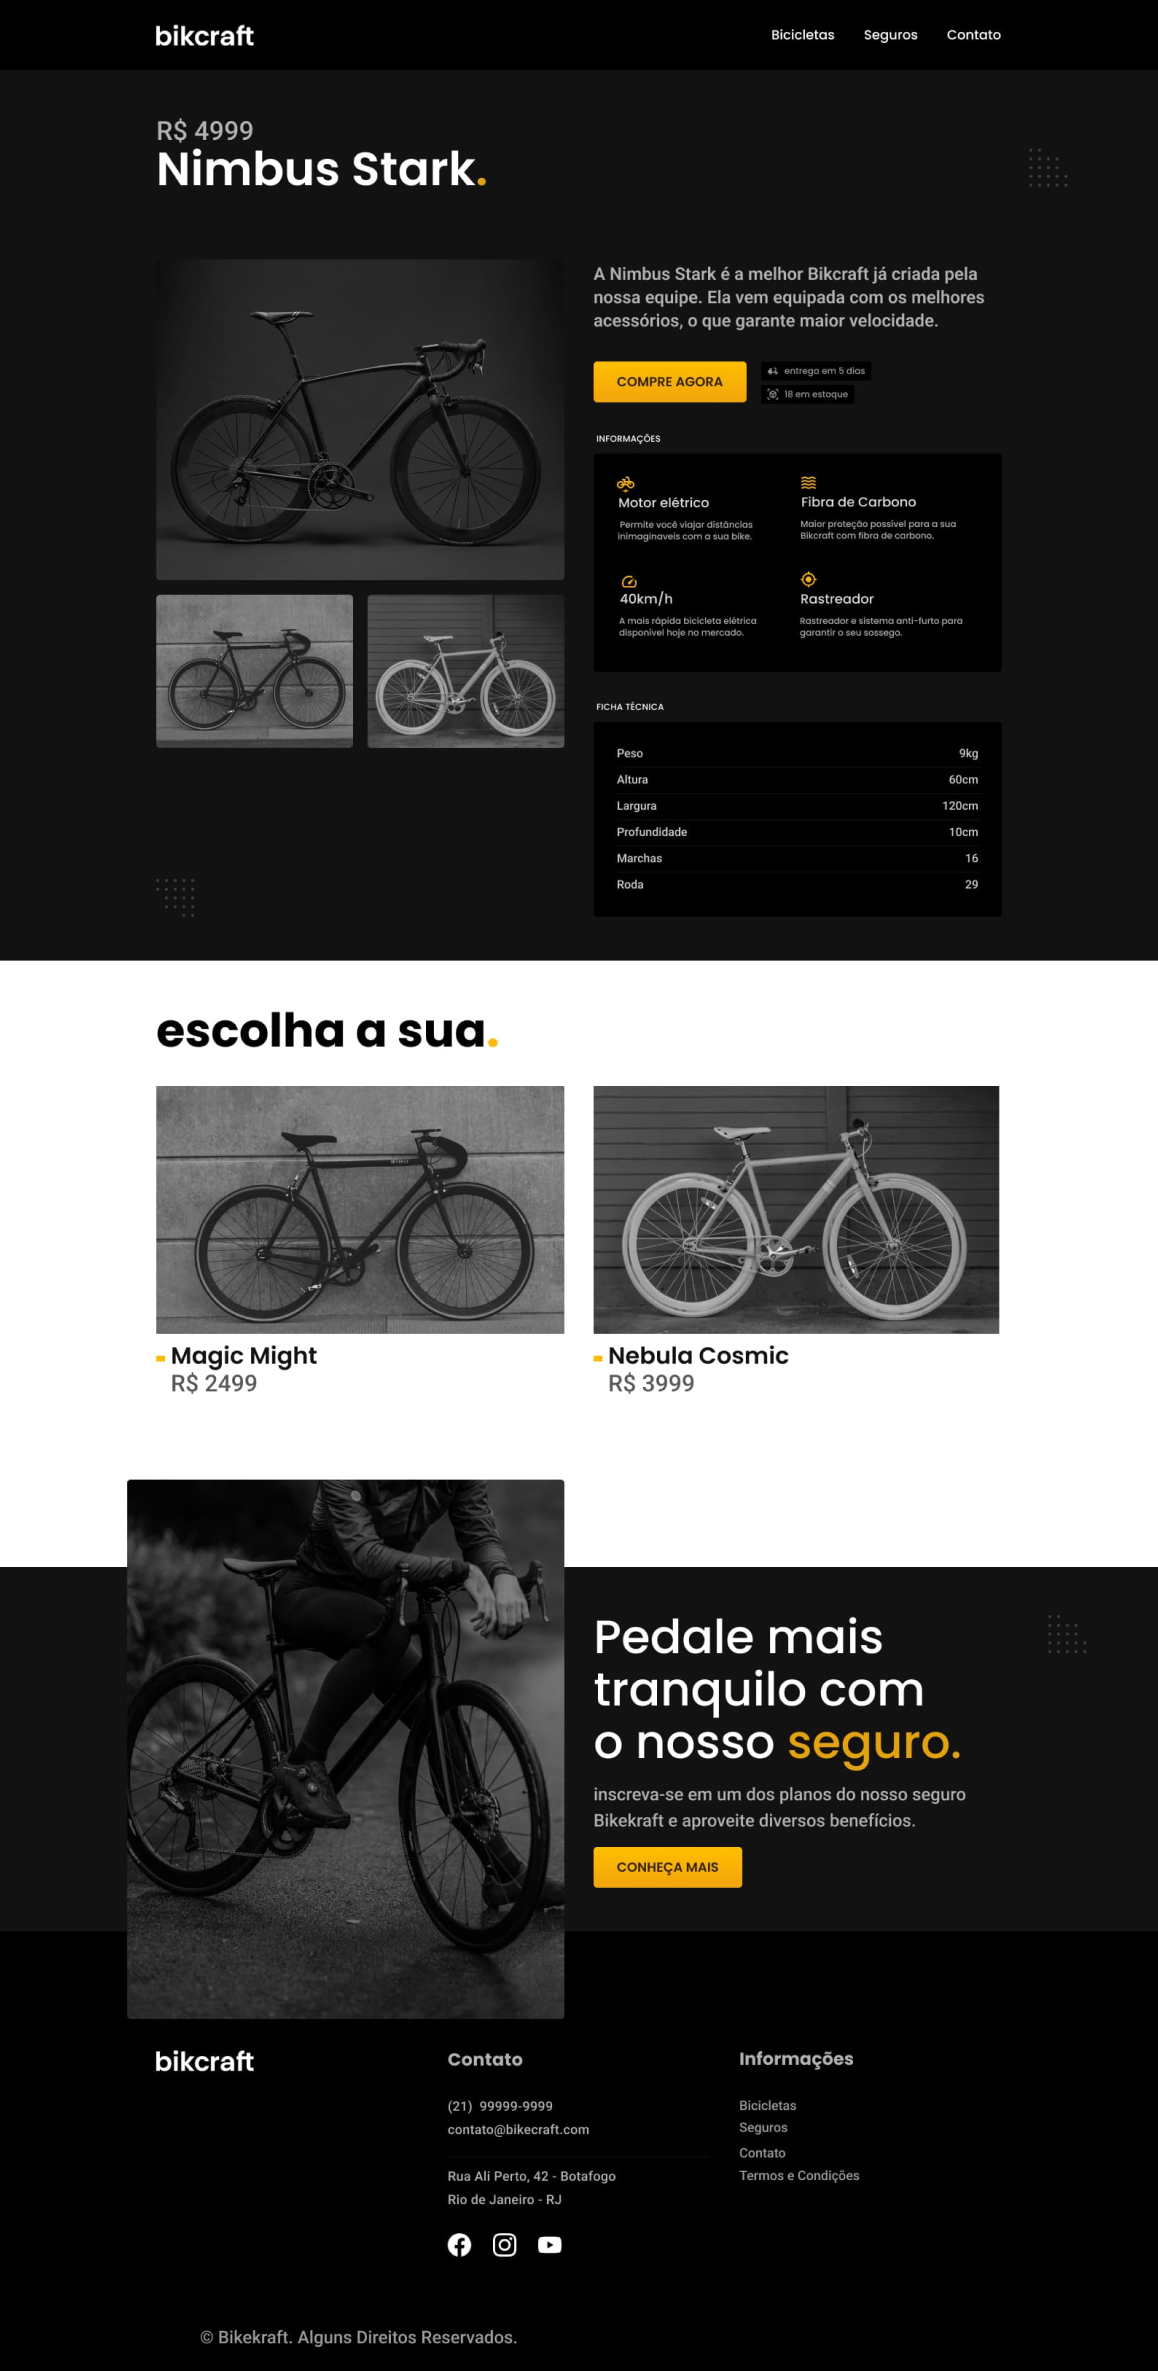 bikcraft
Bicicletas Seguros Contato
R$ 4999
Nimbus Stark.
A Nimbus Stark é a melhor Bikcraft já criada pela
nossa equipe. Ela vem equipada com os melhores
acessórios, o que garante maior velocidade.
COMPRE AGORA
entrega em 5 dias
18 em estoque
INFORMAÇÕES
Motor elétrico
Permite você viajar distâncias
inimaginaveis com a sua bike.
Fibra de Carbono
Maior proteção possível para a sua
Bikcraft com fibra de carbono.
40km/h
A mais rápida bicicleta elétrica
disponível hoje no mercado.
Rastreador
Rastreador e sistema anti-furto para
garantir o seu sossego.
FICHA TÉCNICA
Peso 9kg
Altura 60cm
Largura 120cm
Profundidade 10cm
Marchas 16
Roda 29
escolha a sua.
Magic Might
R$ 2499
Nebula Cosmic
R$ 3999
Pedale mais
tranquilo com
o nosso seguro.
inscreva-se em um dos planos do nosso seguro
Bikekraft e aproveite diversos benefícios.
CONHEÇA MAIS
bikcraft
Contato
(21) 99999-9999
contato@bikecraft.com
Rua Ali Perto, 42 - Botafogo
Rio de Janeiro - RJ
Informações
Bicicletas
Seguros
Contato
Termos e Condições
© Bikekraft. Alguns Direitos Reservados.